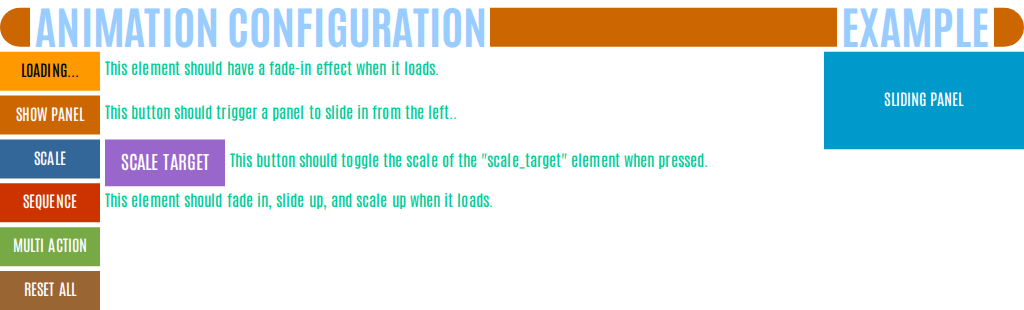 ANIMATION CONFIGURATION EXAMPLE
LOADING... This element should have a fade-in effect when it loads.
SLIDING PANEL
SHOW PANEL This button should trigger a panel to slide in from the left..
SCALE SCALE TARGET This button should toggle the scale of the "scale_target" element when pressed.
SEQUENCE This element should fade in, slide up, and scale up when it loads.
MULTI ACTION
RESET ALL